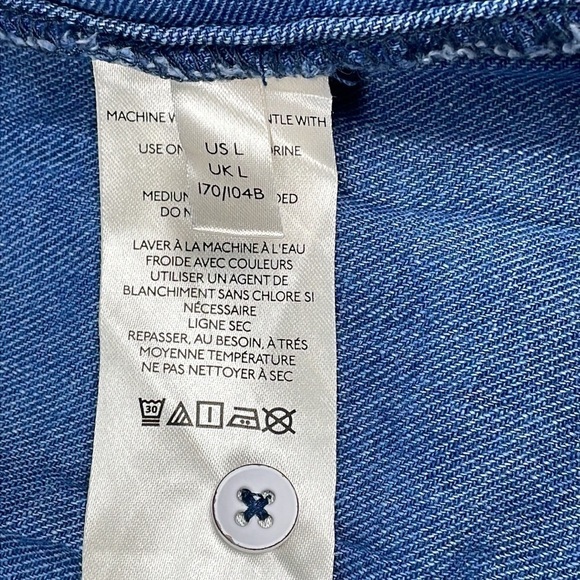 MACHINE W
NTLE WITH
USE ON
ORINE
US L
UK L
170/104B
MEDIUM
DED
DO N
LAVER À LA MACHINE À L'EAU
FROIDE AVEC COULEURS
UTILISER UN AGENT DE
BLANCHIMENT SANS CHLORE SI
NÉCESSAIRE
LIGNE SEC
REPASSER, AU BESOIN, À TRÉS
MOYENNE TEMPÉRATURE
NE PAS NETTOYER À SEC
30